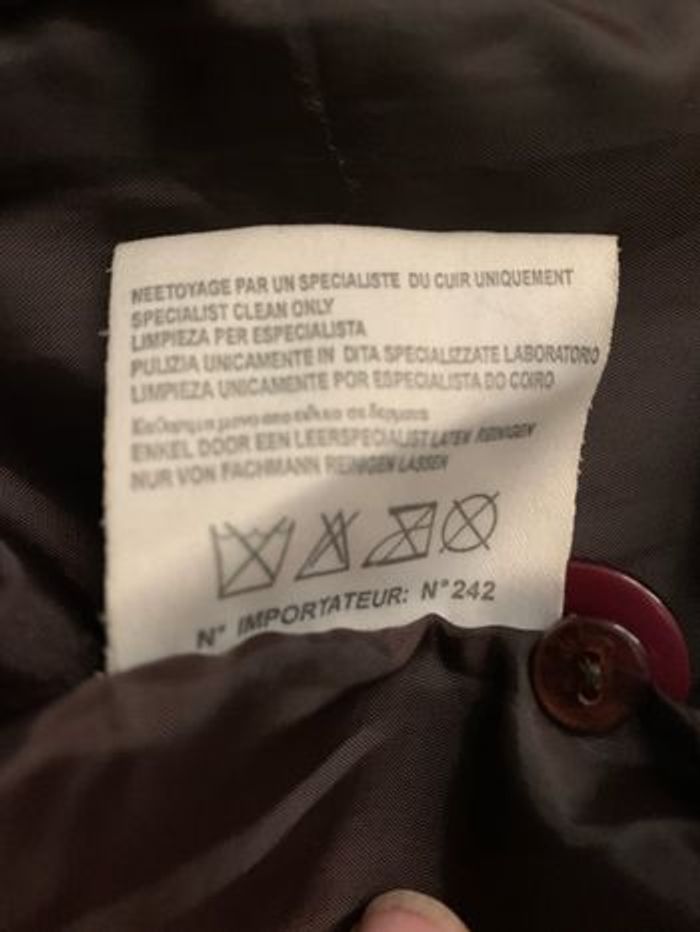 NEETOYAGE PAR UN SPECIALISTE DU CUIR UNIQUEMENT
SPECIALIST CLEAN ONLY
LIMPIEZA PER ESPECIALISTA
PULIZIA UNICAMENTE IN DITA SPECIALIZZATE LABORATORIO
LIMPIEZA UNICAMENTE POR ESPECIALISTA DO COIRO
ENKEL DOOR EEN LEERSPECIALIST LATEN REINIGEN
NUR VON FACHMANN REINIGEN LASSEN
N° IMPORTATEUR: N°242